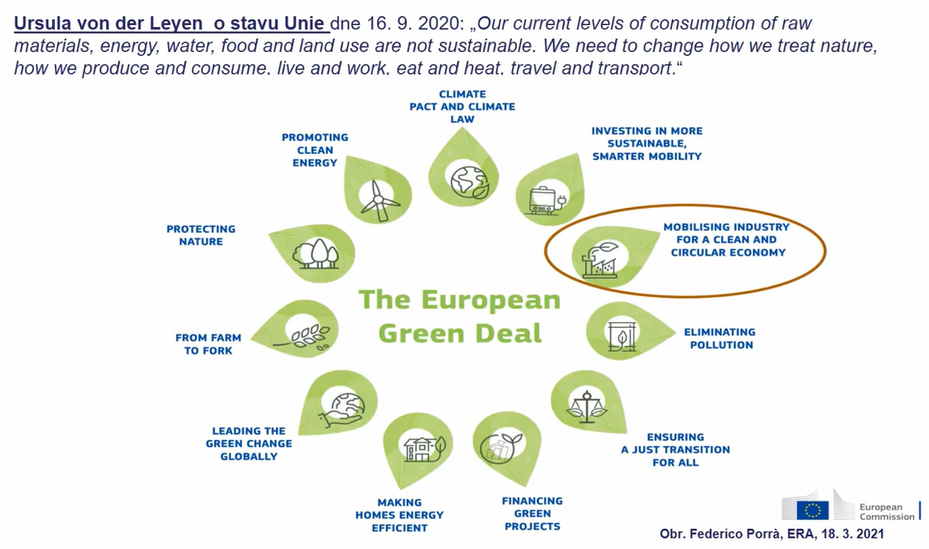 Ursula von der Leyen o stavu Unie dne 16. 9. 2020: „Our current levels of consumption of raw
materials, energy, water, food and land use are not sustainable. We need to change how we treat nature,
how we produce and consume, live and work, eat and heat, travel and transport.“
CLIMATE
PACT AND CLIMATE
LAW
PROMOTING
CLEAN
ENERGY
INVESTING IN MORE
SUSTAINABLE,
SMARTER MOBILITY
PROTECTING
NATURE
MOBILISING INDUSTRY
FOR A CLEAN AND
CIRCULAR ECONOMY
The European
Green Deal
FROM FARM
TO FORK
ELIMINATING
POLLUTION
LEADING THE
GREEN CHANGE
GLOBALLY
ENSURING
A JUST TRANSITION
FOR ALL
MAKING
HOMES ENERGY
EFFICIENT
FINANCING
GREEN
PROJECTS
European
Commission
Obr. Federico Porrà, ERA, 18. 3. 2021